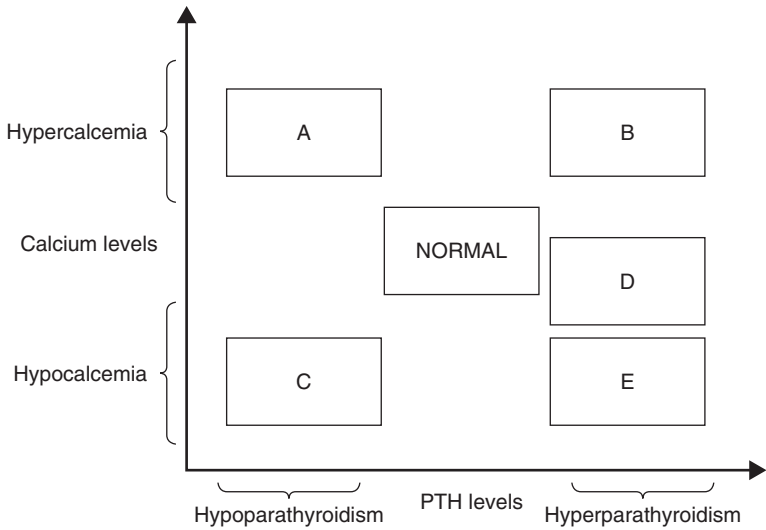 Hypercalcemia
A
B
Calcium levels
NORMAL
D
Hypocalcemia
C
E
PTH levels
Hypoparathyroidism
Hyperparathyroidism